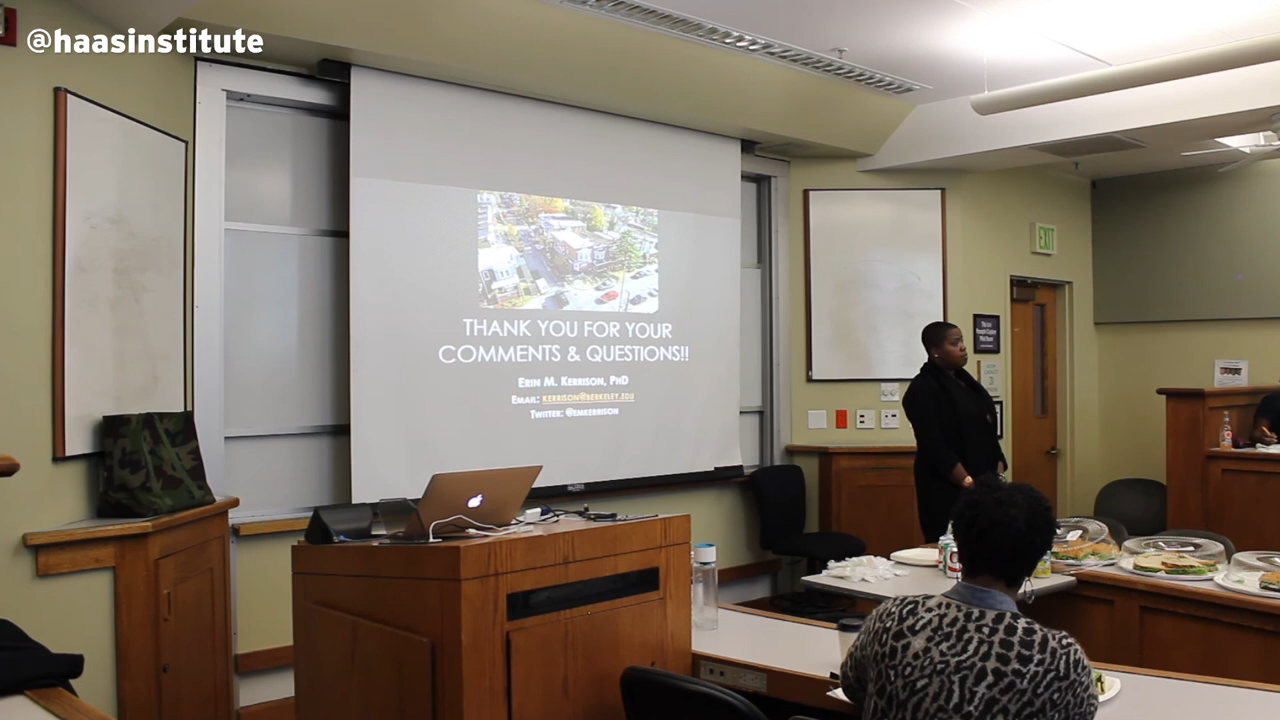 @haasinstitute
THANK YOU FOR YOUR
COMMENTS & QUESTIONS!!
ERIN M. KERRISON, PHD
EMAIL: KERRISON@BERKELEY.EDU
TWITTER: @EMKERRISON
EXIT